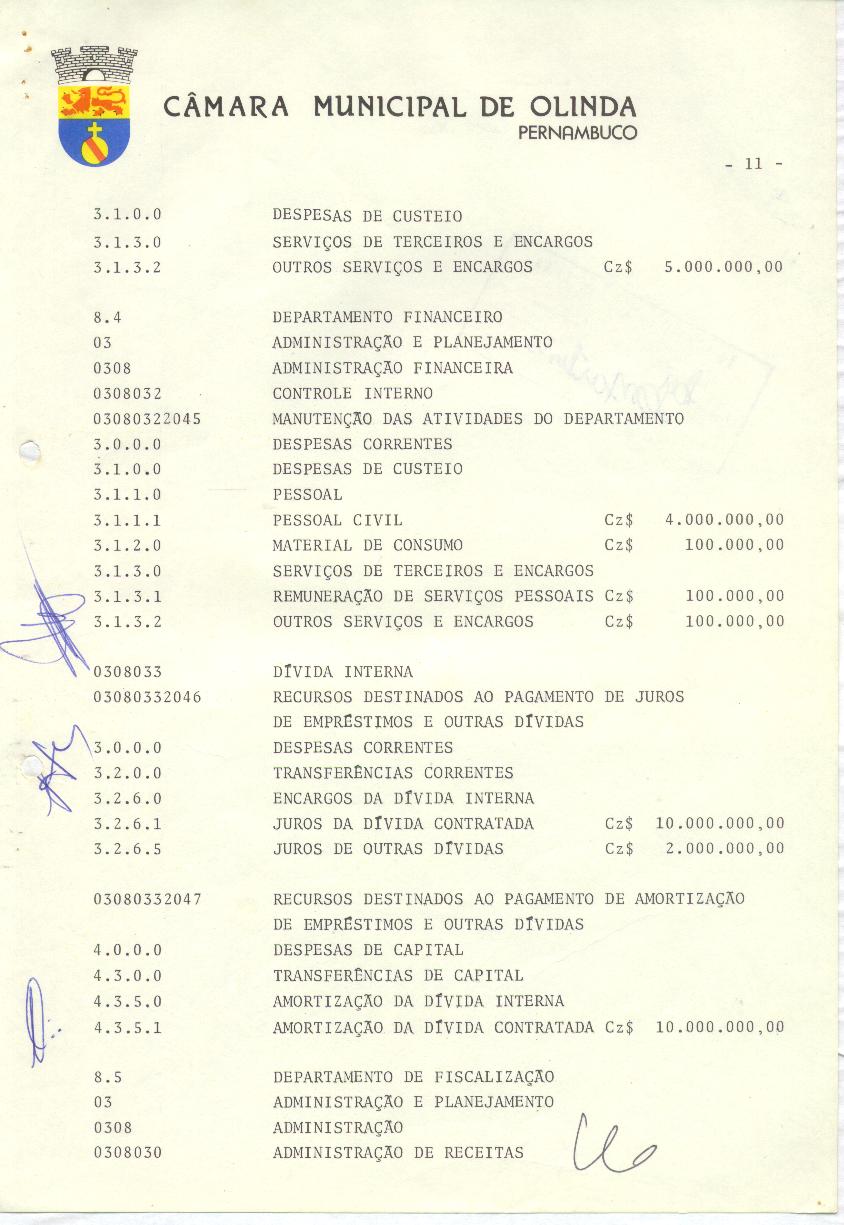 CÂMARA MUNICIPAL DE OLINDA
PERNAMBUCO
- 11 -
3.1.0.0 DESPESAS DE CUSTEIO
3.1.3.0 SERVIÇOS DE TERCEIROS E ENCARGOS
3.1.3.2 OUTROS SERVIÇOS E ENCARGOS Cz$ 5.000.000,00
8.4 DEPARTAMENTO FINANCEIRO
03 ADMINISTRAÇÃO E PLANEJAMENTO
0308 ADMINISTRAÇÃO FINANCEIRA
0308032 CONTROLE INTERNO
03080322045 MANUTENÇÃO DAS ATIVIDADES DO DEPARTAMENTO
3.0.0.0 DESPESAS CORRENTES
3.1.0.0 DESPESAS DE CUSTEIO
3.1.1.0 PESSOAL
3.1.1.1 PESSOAL CIVIL Cz$ 4.000.000,00
3.1.2.0 MATERIAL DE CONSUMO Cz$ 100.000,00
3.1.3.0 SERVIÇOS DE TERCEIROS E ENCARGOS
3.1.3.1 REMUNERAÇÃO DE SERVIÇOS PESSOAIS Cz$ 100.000,00
3.1.3.2 OUTROS SERVIÇOS E ENCARGOS Cz$ 100.000,00
0308033 DÍVIDA INTERNA
03080332046 RECURSOS DESTINADOS AO PAGAMENTO DE JUROS
DE EMPRÉSTIMOS E OUTRAS DÍVIDAS
3.0.0.0 DESPESAS CORRENTES
3.2.0.0 TRANSFERÊNCIAS CORRENTES
3.2.6.0 ENCARGOS DA DÍVIDA INTERNA
3.2.6.1 JUROS DA DÍVIDA CONTRATADA Cz$ 10.000.000,00
3.2.6.5 JUROS DE OUTRAS DÍVIDAS Cz$ 2.000.000,00
03080332047 RECURSOS DESTINADOS AO PAGAMENTO DE AMORTIZAÇÃO
DE EMPRÉSTIMOS E OUTRAS DÍVIDAS
4.0.0.0 DESPESAS DE CAPITAL
4.3.0.0 TRANSFERÊNCIAS DE CAPITAL
4.3.5.0 AMORTIZAÇÃO DA DÍVIDA INTERNA
4.3.5.1 AMORTIZAÇÃO DA DÍVIDA CONTRATADA Cz$ 10.000.000,00
8.5 DEPARTAMENTO DE FISCALIZAÇÃO
03 ADMINISTRAÇÃO E PLANEJAMENTO
0308 ADMINISTRAÇÃO
0308030 ADMINISTRAÇÃO DE RECEITAS